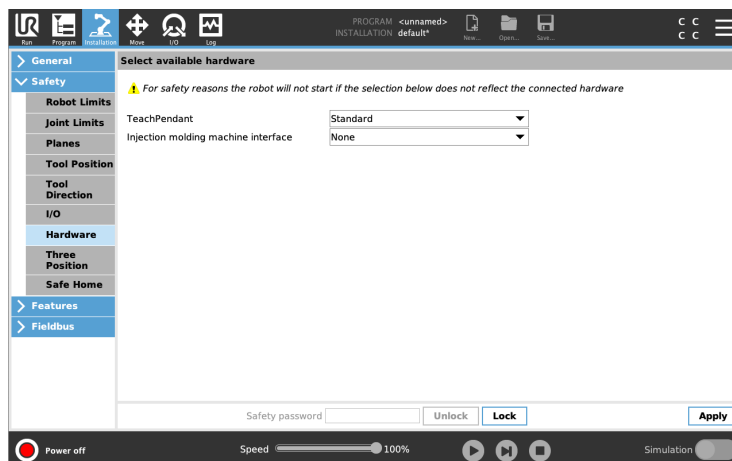 UR
Run
Program
Installation
Move
I/O
Log
PROGRAM <unnamed>
INSTALLATION default*
New...
Open...
Save...
C C
C C
General
Safety
Robot Limits
Joint Limits
Planes
Tool Position
Tool
Direction
I/O
Hardware
Three
Position
Safe Home
Features
Fieldbus
Select available hardware
For safety reasons the robot will not start if the selection below does not reflect the connected hardware
TeachPendant Standard
Injection molding machine interface None
Safety password Unlock Lock Apply
Power off Speed 100% Simulation